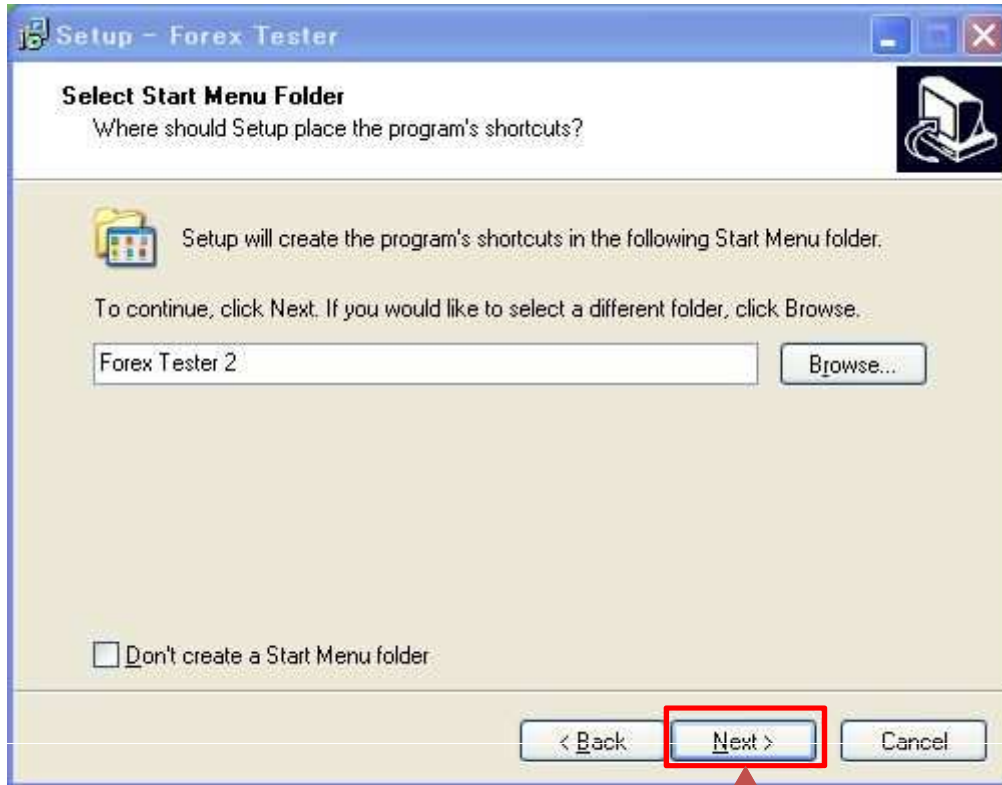 Setup - Forex Tester
Select Start Menu Folder
Where should Setup place the program's shortcuts?
Setup will create the program's shortcuts in the following Start Menu folder.
To continue, click Next. If you would like to select a different folder, click Browse.
Forex Tester 2
Browse...
Don't create a Start Menu folder
< Back
Next >
Cancel